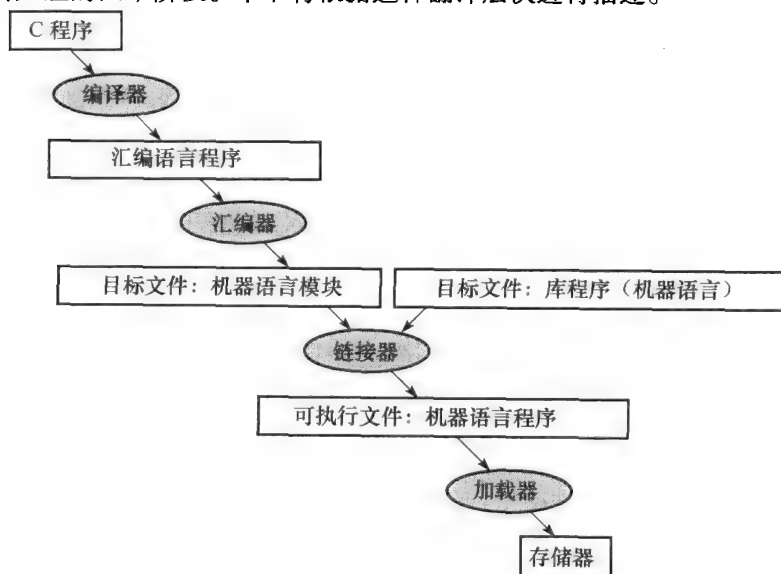 C 程序
编译器
汇编语言程序
汇编器
目标文件：机器语言模块
目标文件：库程序（机器语言）
链接器
可执行文件：机器语言程序
加载器
存储器